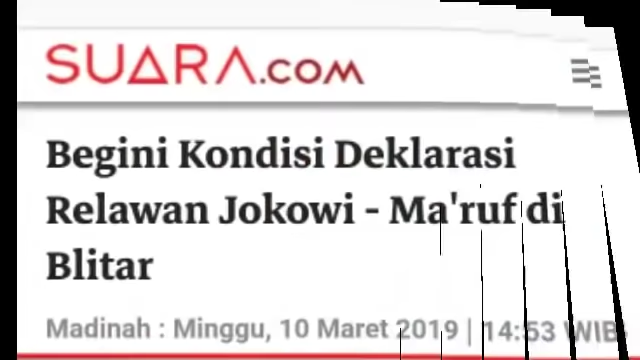 SUARA.COM
Begini Kondisi Deklarasi
Relawan Jokowi - Ma'ruf di
Blitar
Madinah : Minggu, 10 Maret 2019 | 14:53 WIB